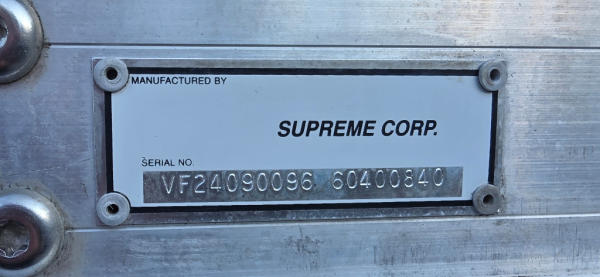 MANUFACTURED BY
SUPREME CORP.
SERIAL NO.
VF24090096 60400840